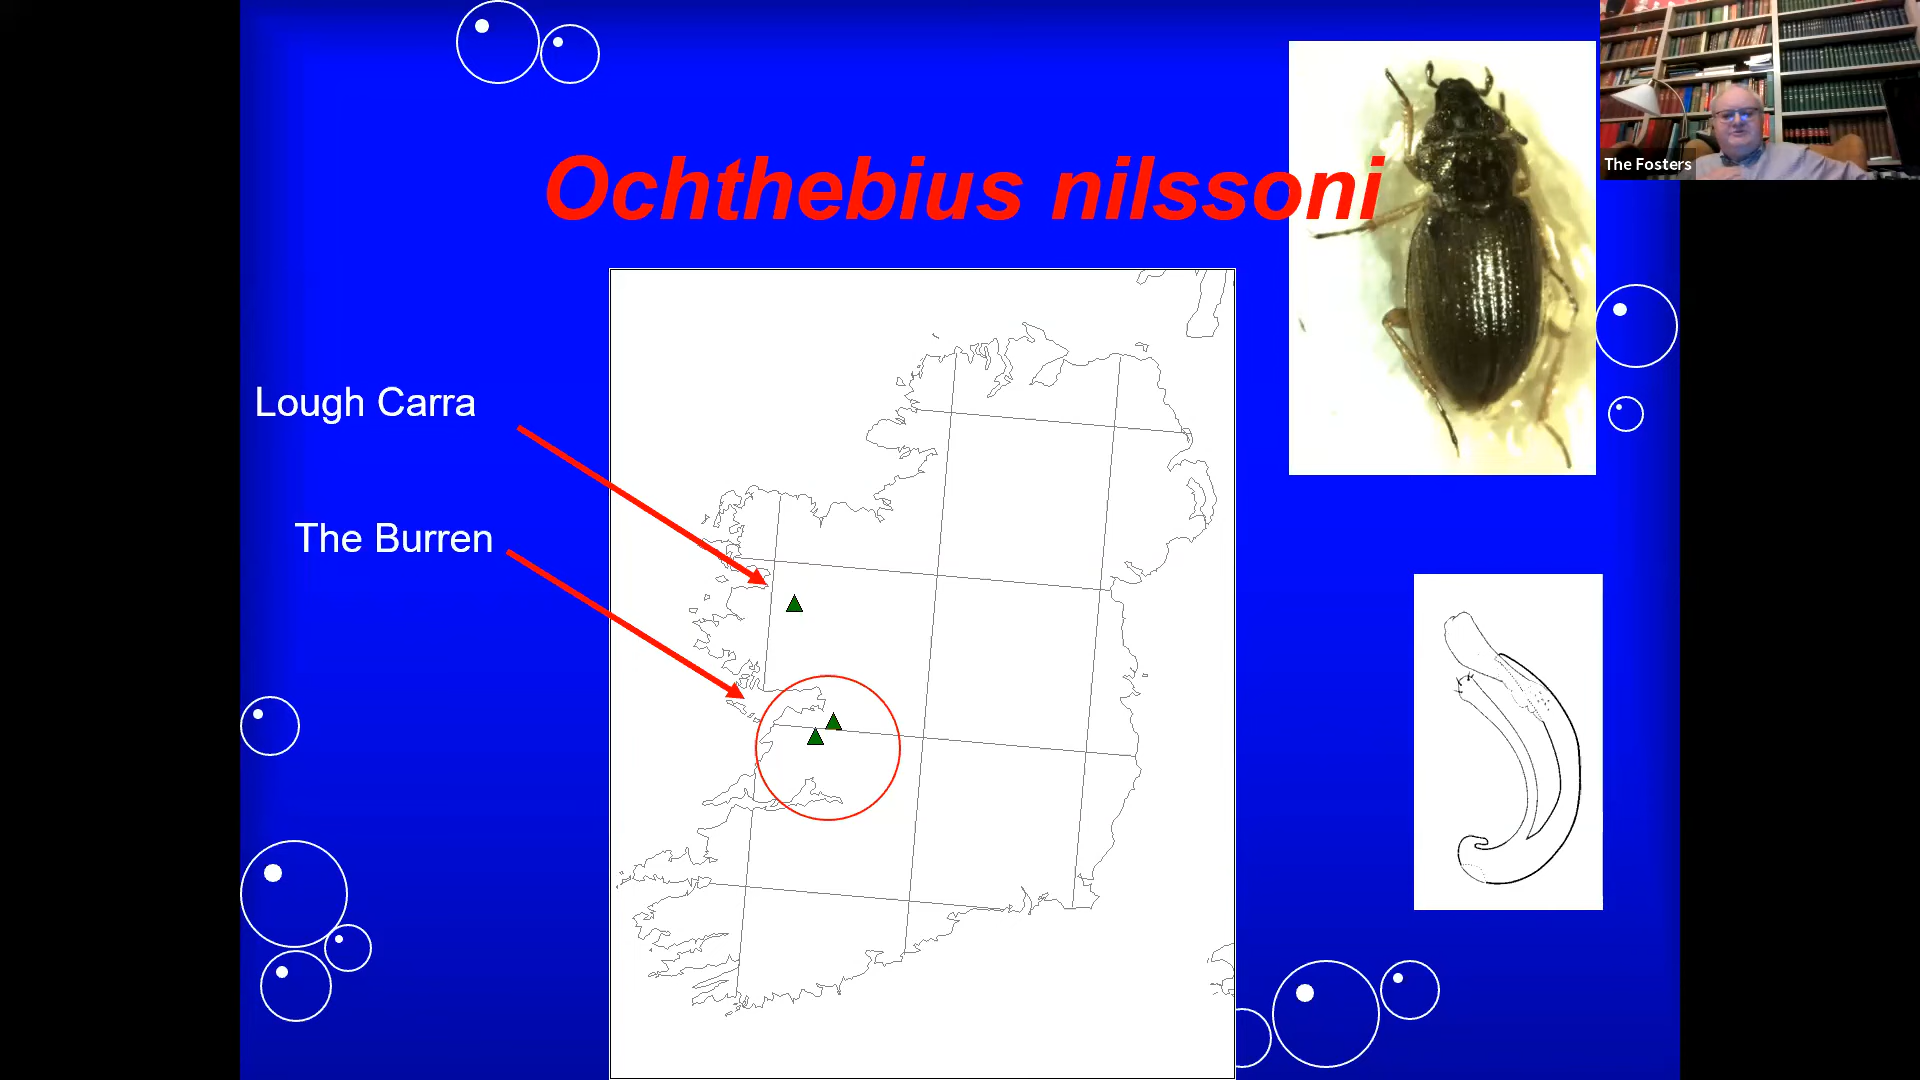 Ochthebius nilssoni
The Fosters
Lough Carra
The Burren